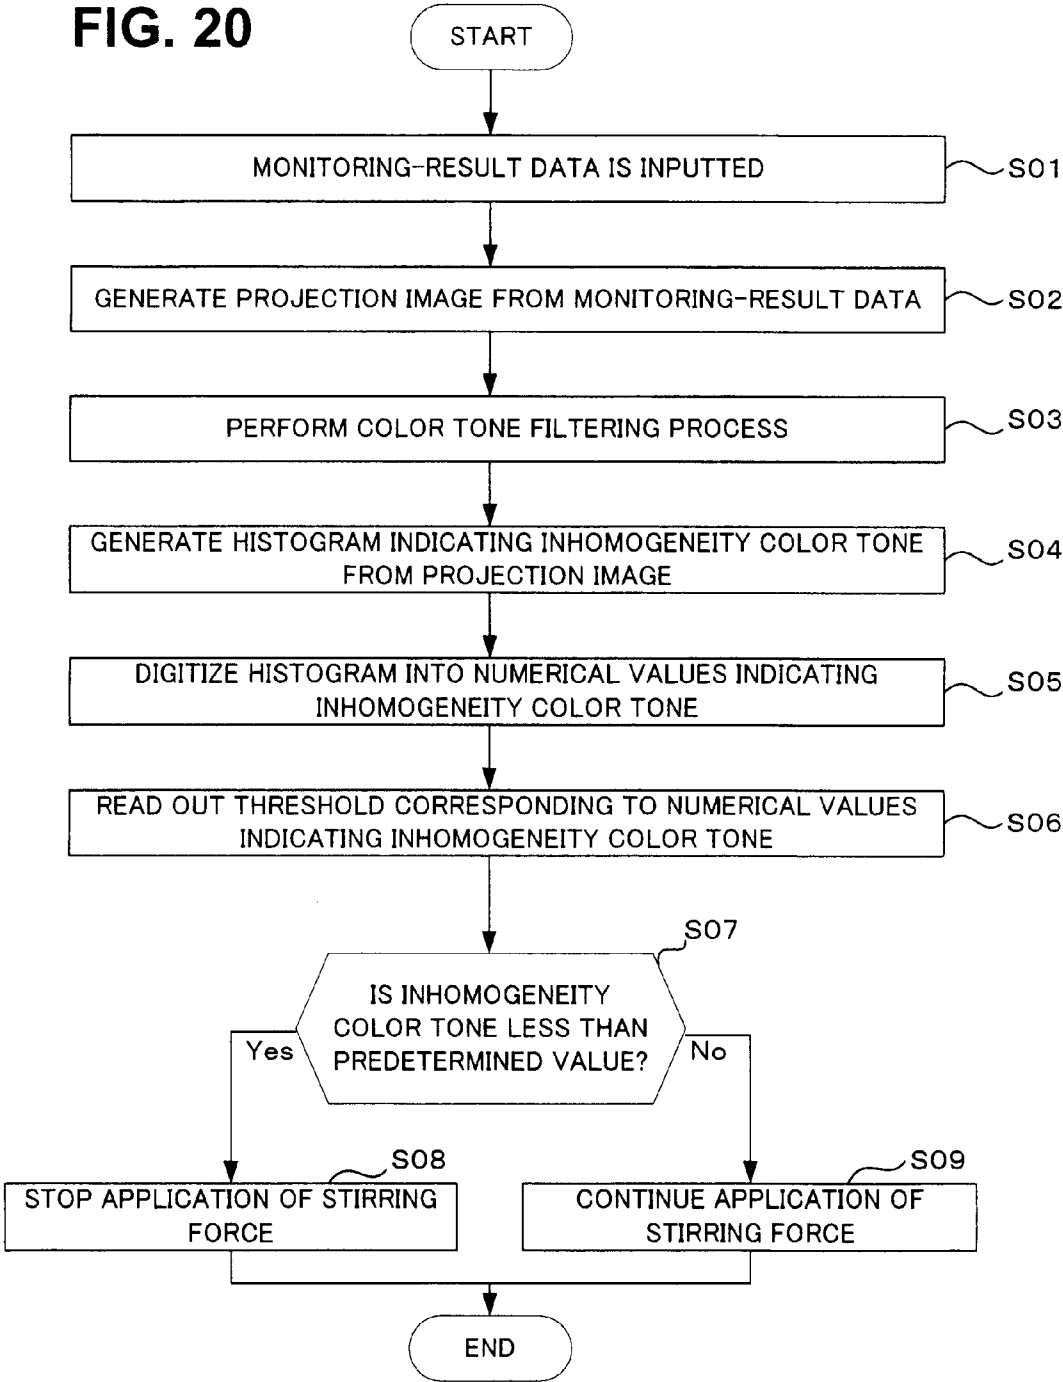 FIG. 20
START
MONITORING-RESULT DATA IS INPUTTED
S01
GENERATE PROJECTION IMAGE FROM MONITORING-RESULT DATA
S02
PERFORM COLOR TONE FILTERING PROCESS
S03
GENERATE HISTOGRAM INDICATING INHOMOGENEITY COLOR TONE
FROM PROJECTION IMAGE
S04
DIGITIZE HISTOGRAM INTO NUMERICAL VALUES INDICATING
INHOMOGENEITY COLOR TONE
S05
READ OUT THRESHOLD CORRESPONDING TO NUMERICAL VALUES
INDICATING INHOMOGENEITY COLOR TONE
S06
S07
IS INHOMOGENEITY
COLOR TONE LESS THAN
PREDETERMINED VALUE?
Yes
No
S08
STOP APPLICATION OF STIRRING
FORCE
S09
CONTINUE APPLICATION OF
STIRRING FORCE
END